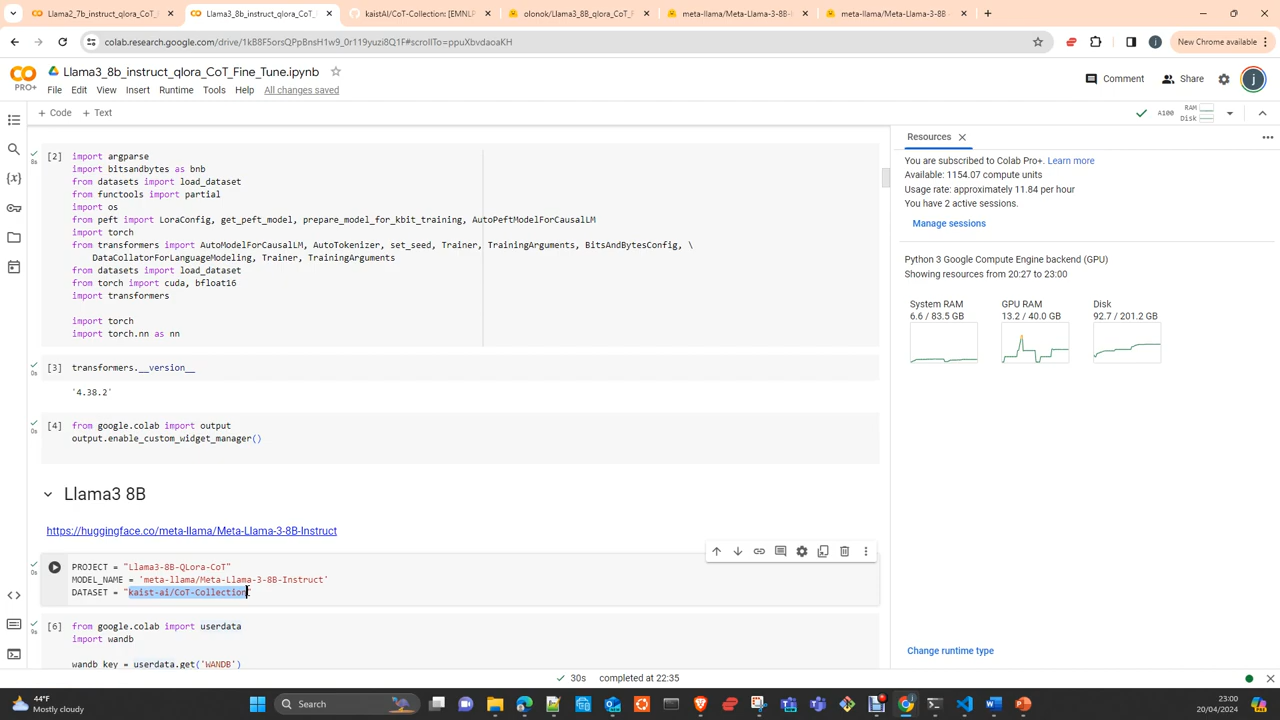 Llama2_7b_instruct_qlora_CoT_F
Llama3_8b_instruct_qlora_CoT_F
kaistAI/CoT-Collection: [EMNLP
olonok/Llama3_8B_qlora_CoT_F
meta-llama/Meta-Llama-3-8B-I
meta-llama/Meta-Llama-3-8B
colab.research.google.com/drive/1kB8F5orsQPpBnsH1w9_0r119yuzi8Q1F#scrollTo=ppuXbvdaoaKH
New Chrome available
Llama3_8b_instruct_qlora_CoT_Fine_Tune.ipynb
PRO+
File Edit View Insert Runtime Tools Help All changes saved
Comment
Share
j
+ Code + Text
A100
RAM
Disk
[2]
import argparse
import bitsandbytes as bnb
from datasets import load_dataset
from functools import partial
import os
from peft import LoraConfig, get_peft_model, prepare_model_for_kbit_training, AutoPeftModelForCausalLM
import torch
from transformers import AutoModelForCausalLM, AutoTokenizer, set_seed, Trainer, TrainingArguments, BitsAndBytesConfig, \
DataCollatorForLanguageModeling, Trainer, TrainingArguments
from datasets import load_dataset
from torch import cuda, bfloat16
import transformers
import torch
import torch.nn as nn
8s
[3]
transformers.__version__
0s
'4.38.2'
[4]
from google.colab import output
output.enable_custom_widget_manager()
0s
Llama3 8B
https://huggingface.co/meta-llama/Meta-Llama-3-8B-Instruct
PROJECT = "Llama3-8B-QLora-CoT"
MODEL_NAME = 'meta-llama/Meta-Llama-3-8B-Instruct'
DATASET = "kaist-ai/CoT-Collection"
0s
[6]
from google.colab import userdata
import wandb
wandb_key = userdata.get('WANDB')
9s
Resources
You are subscribed to Colab Pro+. Learn more
Available: 1154.07 compute units
Usage rate: approximately 11.84 per hour
You have 2 active sessions.
Manage sessions
Python 3 Google Compute Engine backend (GPU)
Showing resources from 20:27 to 23:00
System RAM
6.6 / 83.5 GB
GPU RAM
13.2 / 40.0 GB
Disk
92.7 / 201.2 GB
Change runtime type
30s completed at 22:35
44°F
Mostly cloudy
Search
23:00
20/04/2024